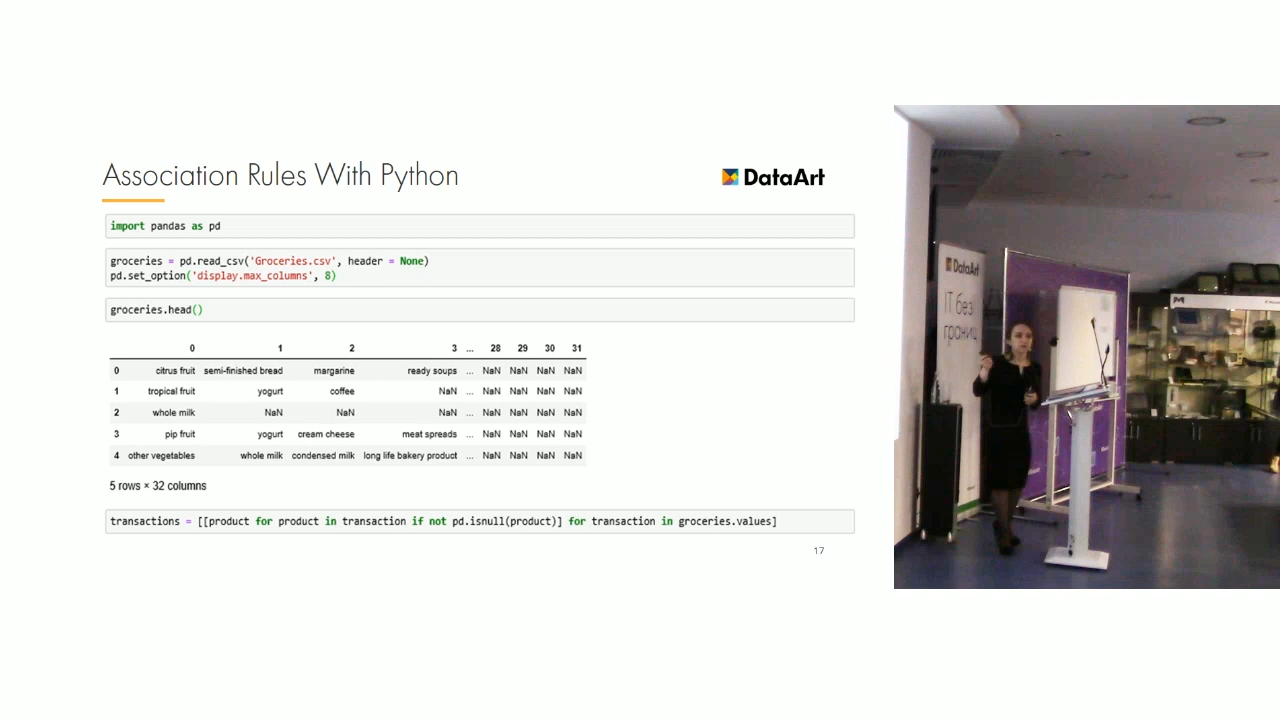 Association Rules With Python
DataArt
import pandas as pd
groceries = pd.read_csv('Groceries.csv', header = None)
pd.set_option('display.max_columns', 8)
groceries.head()
0 1 2 3 ... 28 29 30 31
0 citrus fruit semi-finished bread margarine ready soups ... NaN NaN NaN NaN
1 tropical fruit yogurt coffee NaN ... NaN NaN NaN NaN
2 whole milk NaN NaN NaN ... NaN NaN NaN NaN
3 pip fruit yogurt cream cheese meat spreads ... NaN NaN NaN NaN
4 other vegetables whole milk condensed milk long life bakery product ... NaN NaN NaN NaN
5 rows × 32 columns
transactions = [[product for product in transaction if not pd.isnull(product)] for transaction in groceries.values]
17
DataArt
IT без
границ